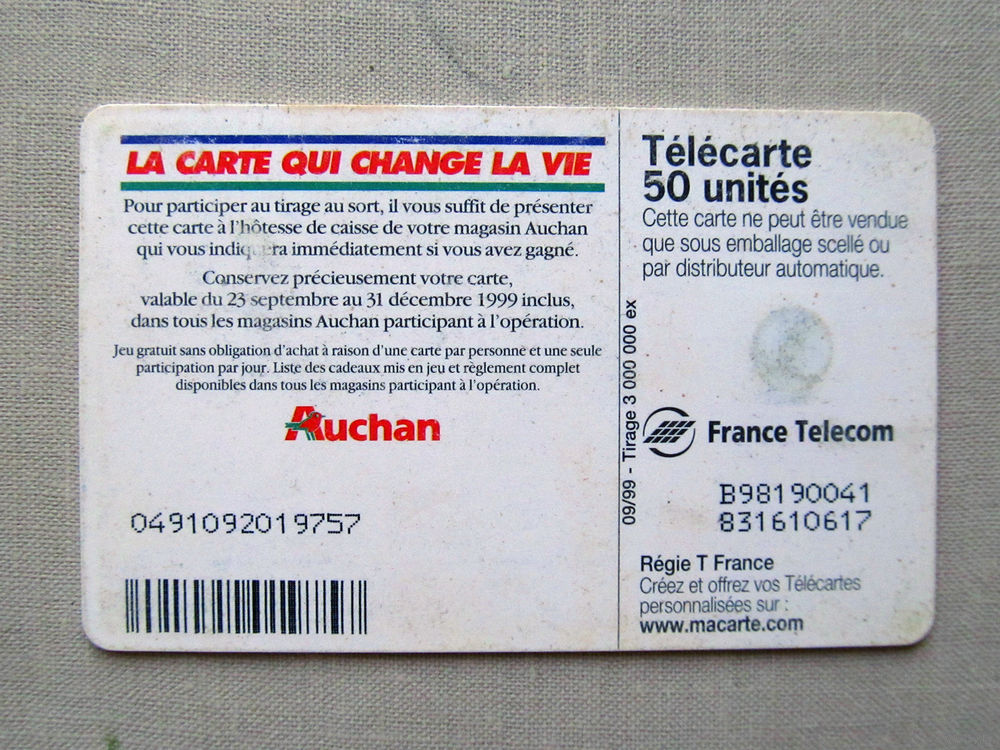 LA CARTE QUI CHANGE LA VIE
Pour participer au tirage au sort, il vous suffit de présenter
cette carte à l'hôtesse de caisse de votre magasin Auchan
qui vous indiquera immédiatement si vous avez gagné.
Conservez précieusement votre carte,
valable du 23 septembre au 31 décembre 1999 inclus,
dans tous les magasins Auchan participant à l'opération.
Jeu gratuit sans obligation d'achat à raison d'une carte par personne et une seule
participation par jour. Liste des cadeaux mis en jeu et règlement complet
disponibles dans tous les magasins participant à l'opération.
Auchan
0491092019757
09/99 - Tirage 3 000 000 ex
Télécarte
50 unités
Cette carte ne peut être vendue
que sous emballage scellé ou
par distributeur automatique.
France Telecom
B98190041
831610617
Régie T France
Créez et offrez vos Télécartes
personnalisées sur :
www.macarte.com